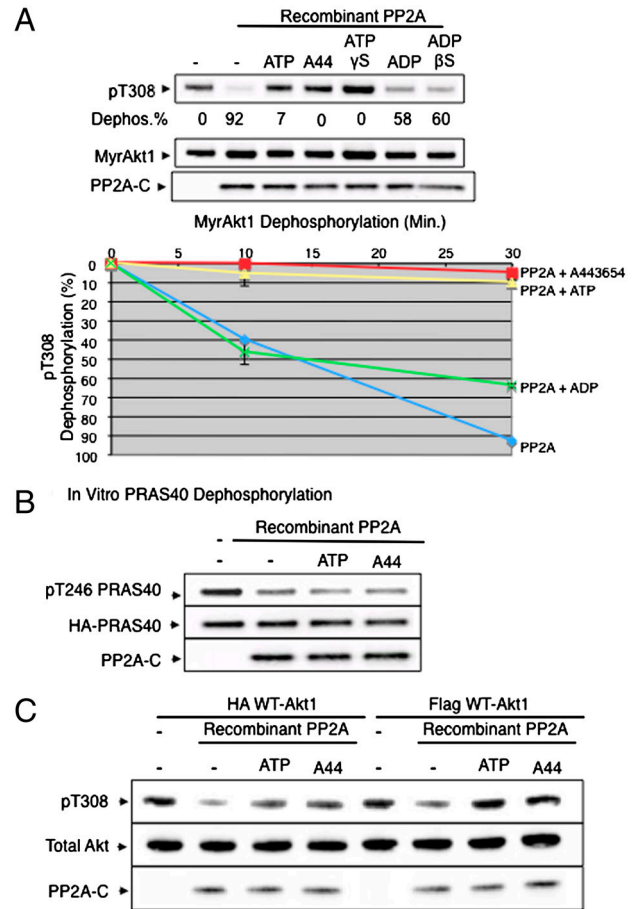 A
Recombinant PP2A
- - ATP A44 ATP γS ADP ADP βS
pT308
Dephos.% 0 92 7 0 0 58 60
MyrAkt1
PP2A-C
MyrAkt1 Dephosphorylation (Min.)
0 5 10 15 20 25 30
pT308
Dephosphorylation (%)
0
10
20
30
40
50
60
70
80
90
100
PP2A + A443654
PP2A + ATP
PP2A + ADP
PP2A
In Vitro PRAS40 Dephosphorylation
B
Recombinant PP2A
- - ATP A44
pT246 PRAS40
HA-PRAS40
PP2A-C
C
HA WT-Akt1 Flag WT-Akt1
- Recombinant PP2A - Recombinant PP2A
- - ATP A44 - - ATP A44
pT308
Total Akt
PP2A-C